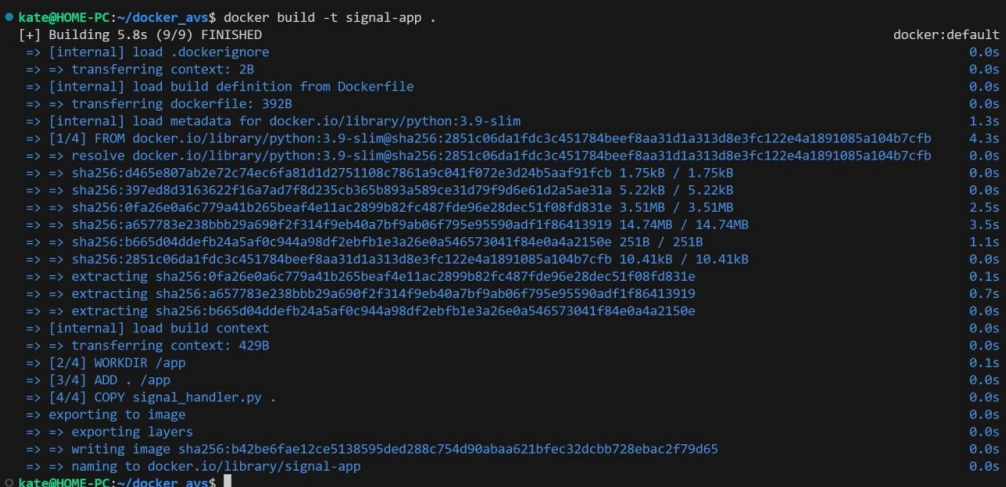 kate@HOME-PC:~/docker_avs$ docker build -t signal-app .
[+] Building 5.8s (9/9) FINISHED docker:default
=> [internal] load .dockerignore 0.0s
=> => transferring context: 2B 0.0s
=> [internal] load build definition from Dockerfile 0.0s
=> => transferring dockerfile: 392B 0.0s
=> [internal] load metadata for docker.io/library/python:3.9-slim 1.3s
=> [1/4] FROM docker.io/library/python:3.9-slim@sha256:2851c06da1fdc3c451784beef8aa31d1a313d8e3fc122e4a1891085a104b7cfb 4.3s
=> => resolve docker.io/library/python:3.9-slim@sha256:2851c06da1fdc3c451784beef8aa31d1a313d8e3fc122e4a1891085a104b7cfb 0.0s
=> => sha256:d465e807ab2e72c74ec6fa81d1d2751108c7861a9c041f072e3d24b5aaf91fcb 1.75kB / 1.75kB 0.0s
=> => sha256:397ed8d3163622f16a7ad7f8d235cb365b893a589ce31d79f9d6e61d2a5ae31a 5.22kB / 5.22kB 0.0s
=> => sha256:0fa26e0a6c779a41b265beaf4e11ac2899b82fc487fde96e28dec51f08fd831e 3.51MB / 3.51MB 2.5s
=> => sha256:a657783e238bbb29a690f2f314f9eb40a7bf9ab06f795e95590adf1f86413919 14.74MB / 14.74MB 3.5s
=> => sha256:b665d04ddefb24a5af0c944a98df2ebfb1e3a26e0a546573041f84e0a4a2150e 251B / 251B 1.1s
=> => sha256:2851c06da1fdc3c451784beef8aa31d1a313d8e3fc122e4a1891085a104b7cfb 10.41kB / 10.41kB 0.0s
=> => extracting sha256:0fa26e0a6c779a41b265beaf4e11ac2899b82fc487fde96e28dec51f08fd831e 0.1s
=> => extracting sha256:a657783e238bbb29a690f2f314f9eb40a7bf9ab06f795e95590adf1f86413919 0.7s
=> => extracting sha256:b665d04ddefb24a5af0c944a98df2ebfb1e3a26e0a546573041f84e0a4a2150e 0.0s
=> [internal] load build context 0.0s
=> => transferring context: 429B 0.0s
=> [2/4] WORKDIR /app 0.1s
=> [3/4] ADD . /app 0.0s
=> [4/4] COPY signal_handler.py . 0.0s
=> exporting to image 0.0s
=> => exporting layers 0.0s
=> => writing image sha256:b42be6fae12ce5138595ded288c754d90abaa621bfec32dcbb728ebac2f79d65 0.0s
=> => naming to docker.io/library/signal-app 0.0s
kate@HOME-PC:~/docker_avs$